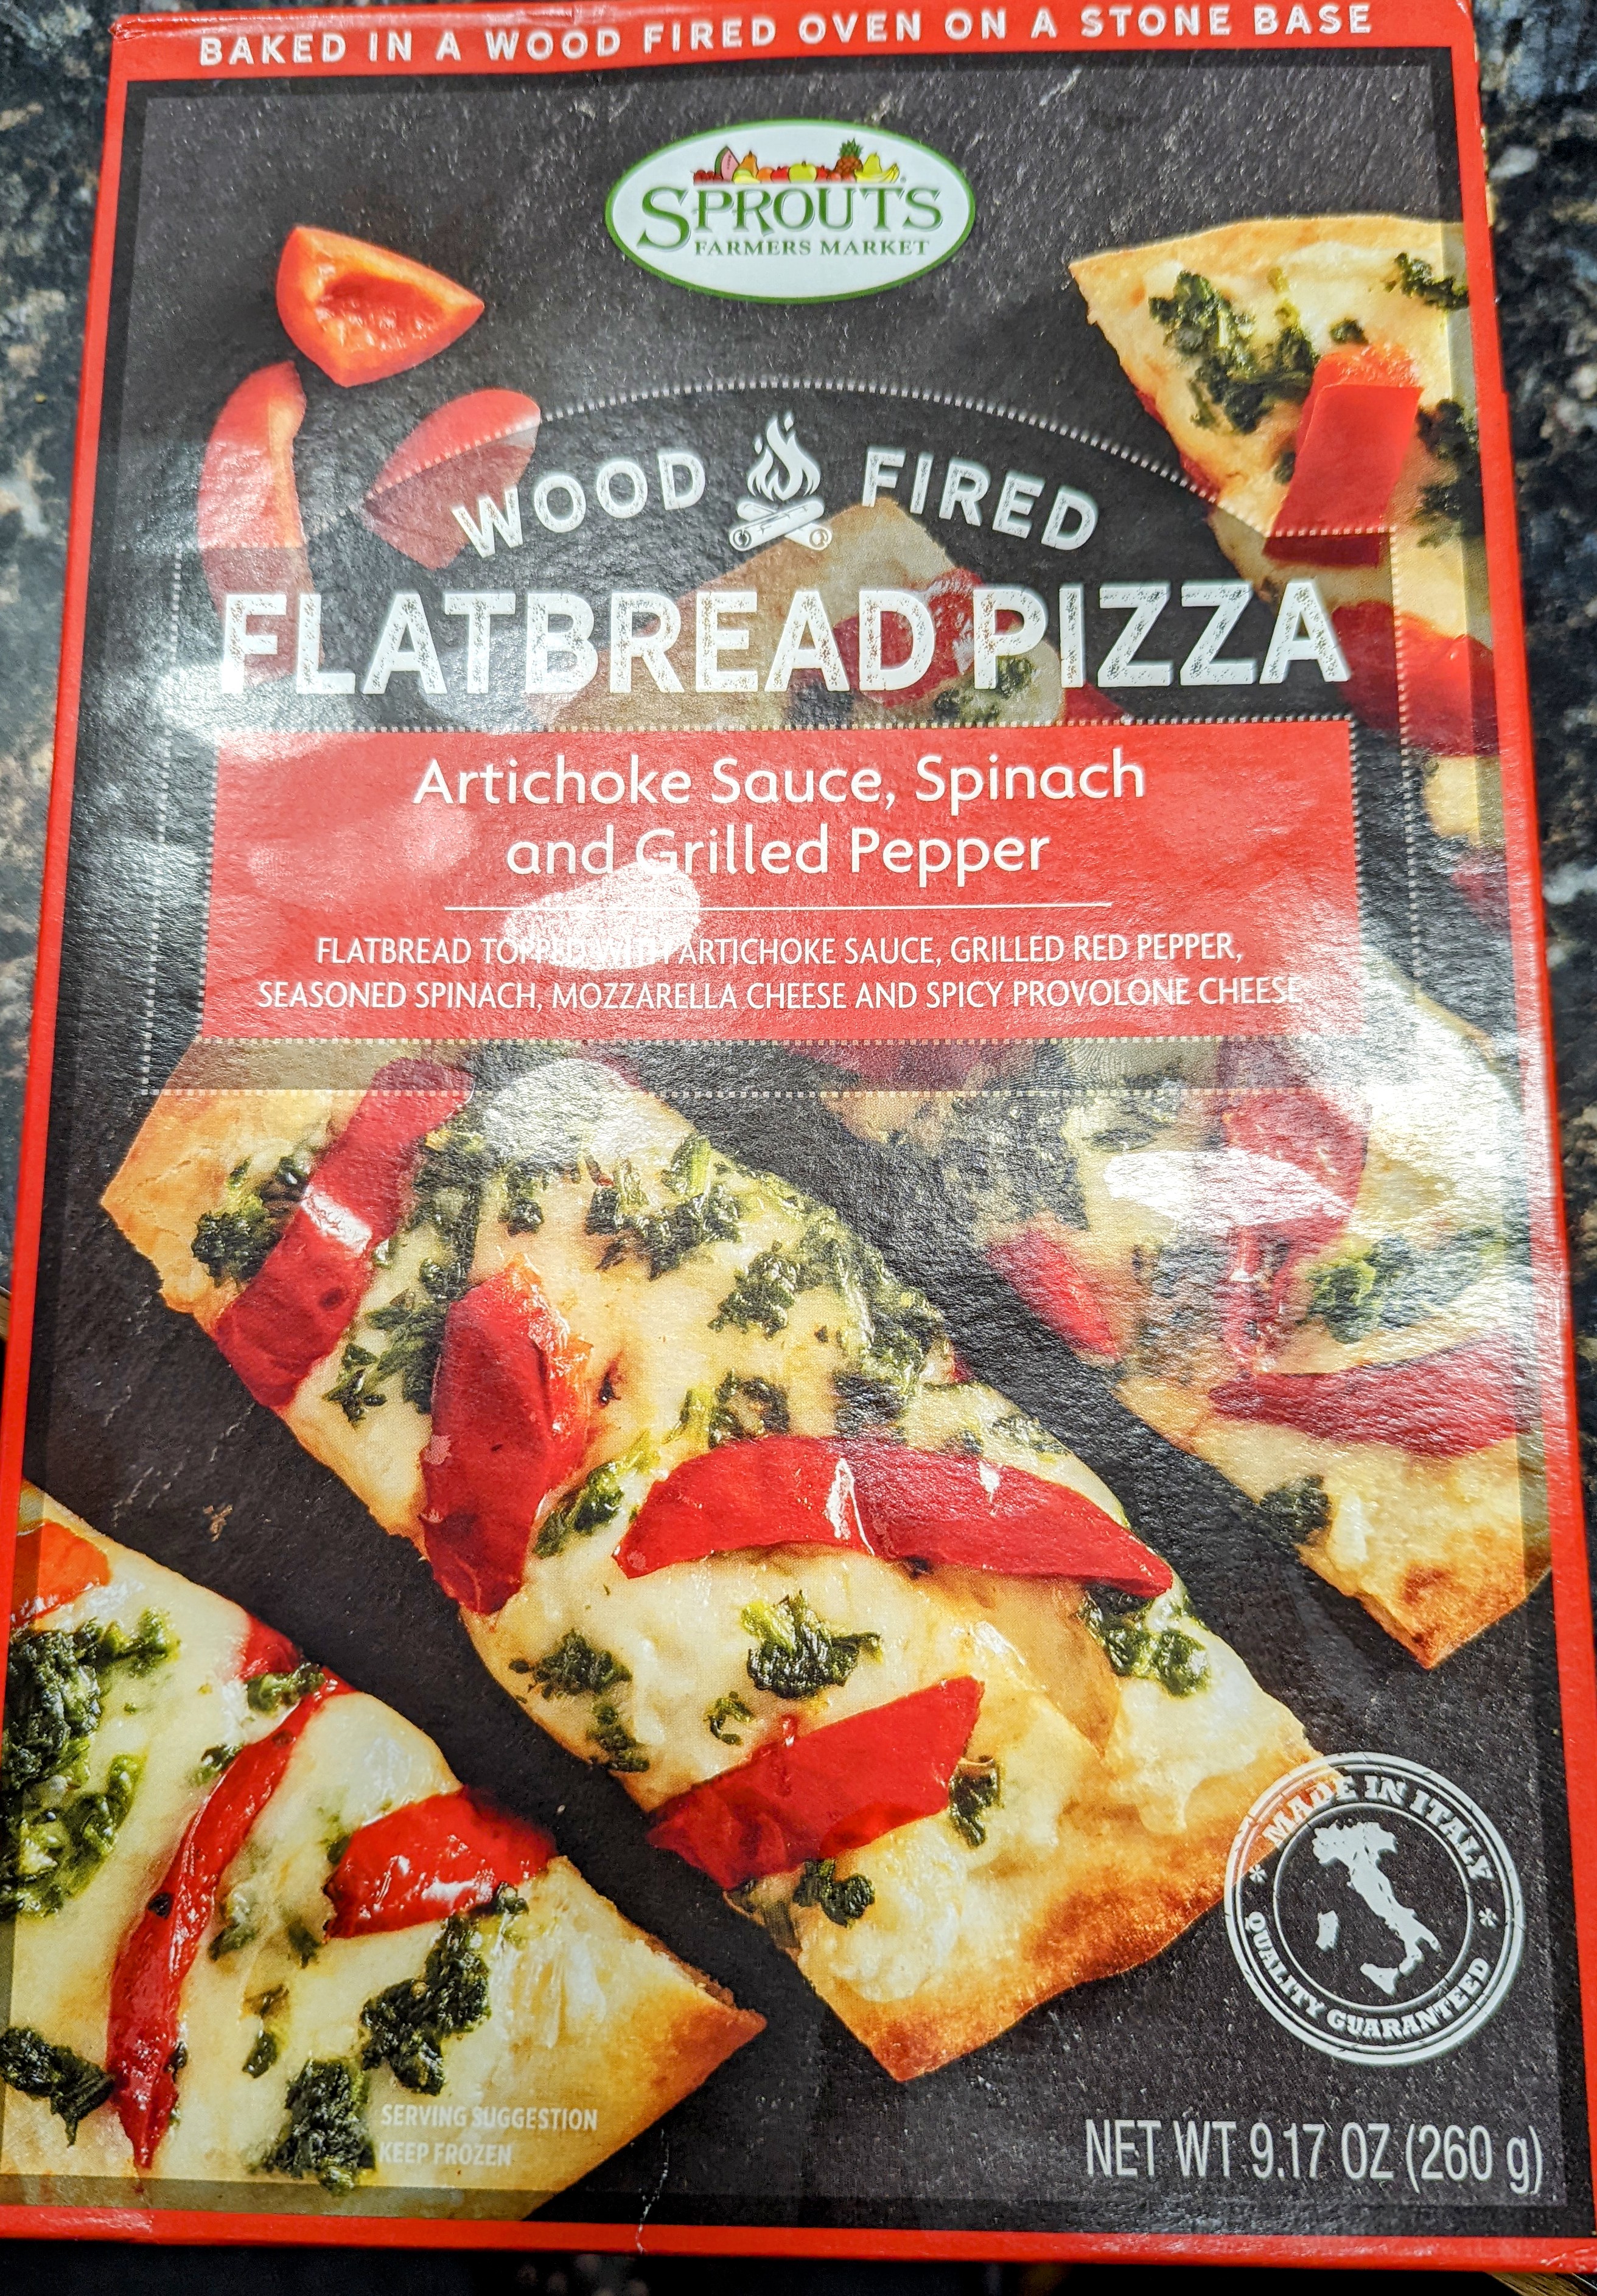 BAKED IN A WOOD FIRED OVEN ON A STONE BASE
SPROUTS
FARMERS MARKET
WOOD FIRED
FLATBREAD PIZZA
Artichoke Sauce, Spinach
and Grilled Pepper
FLATBREAD TOPPED WITH ARTICHOKE SAUCE, GRILLED RED PEPPER,
SEASONED SPINACH, MOZZARELLA CHEESE AND SPICY PROVOLONE CHEESE
MADE IN ITALY
QUALITY GUARANTEED
SERVING SUGGESTION
KEEP FROZEN
NET WT 9.17 OZ (260 g)